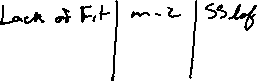 Lack of Fit | m-2 | SSlof